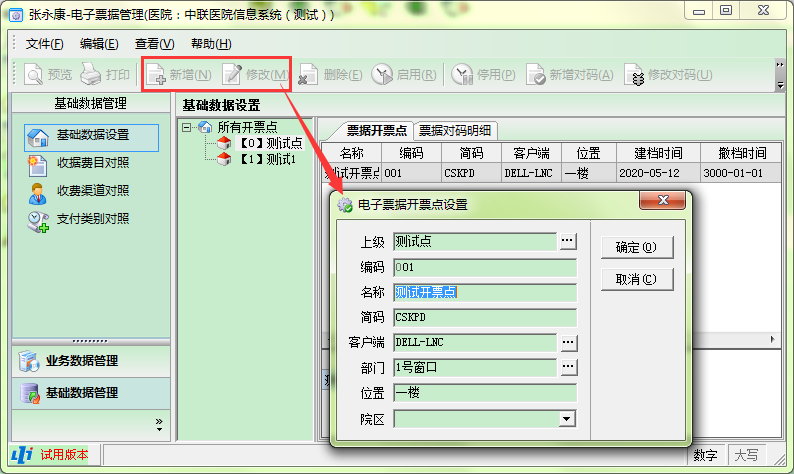 张永康-电子票据管理(医院：中联医院信息系统（测试）)
文件(F) 编辑(E) 查看(V) 帮助(H)
预览 打印 新增(N) 修改(M) 删除(E) 启用(R) 停用(P) 新增对码(A) 修改对码(U)
基础数据管理
基础数据设置
收据费目对照
收费渠道对照
支付类别对照
业务数据管理
基础数据管理
基础数据设置
所有开票点
【0】测试点
【1】测试1
票据开票点 票据对码明细
名称 编码 简码 客户端 位置 建档时间 撤档时间
测试开票点 001 CSKPD DELL-LNC 一楼 2020-05-12 3000-01-01
电子票据开票点设置
上级 测试点 ...
编码 001
名称 测试开票点
简码 CSKPD
客户端 DELL-LNC ...
部门 1号窗口 ...
位置 一楼
院区
确定(O)
取消(C)
试用版本
数字 大写